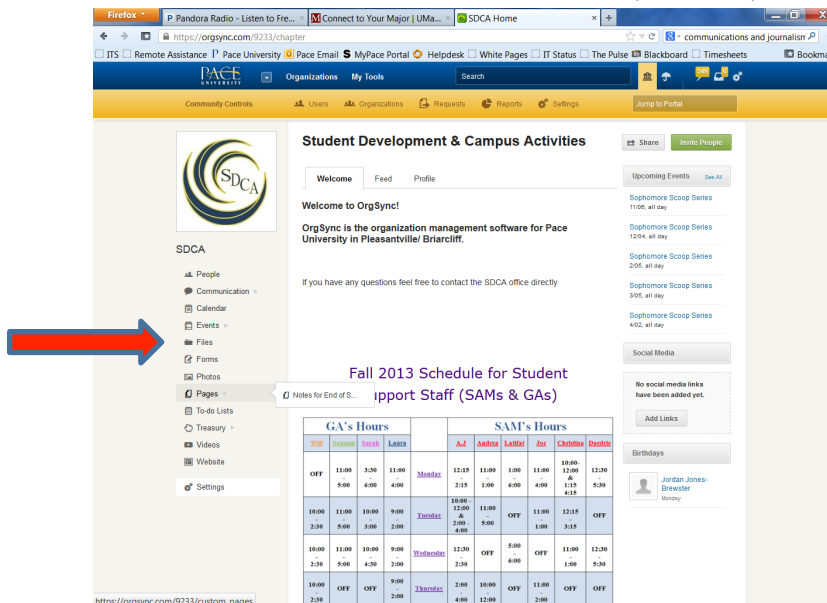 Firefox
P Pandora Radio - Listen to Fre...
M Connect to Your Major | UMa...
SDCA Home
https://orgsync.com/9233/chapter
communications and journalism
ITS Remote Assistance P Pace University Pace Email S MyPace Portal Helpdesk White Pages IT Status The Pulse Blackboard Timesheets Bookma
PACE UNIVERSITY Organizations My Tools Search
Community Controls Users Organizations Requests Reports Settings Jump to Portal
SDCA
SDCA
People
Communication
Calendar
Events
Files
Forms
Photos
Pages
Notes for End of S...
To-do Lists
Treasury
Videos
Website
Settings
Student Development & Campus Activities
Share Invite People
Welcome Feed Profile
Welcome to OrgSync!
OrgSync is the organization management software for Pace
University in Pleasantville/ Briarcliff.
If you have any questions feel free to contact the SDCA office directly
Fall 2013 Schedule for Student
upport Staff (SAMs & GAs)
GA's Hours SAM's Hours
Will Samuel Sarah Laura A.J Andrea Latifat Jor Christina Daedrie
OFF 11:00 - 5:00 3:30 - 6:00 11:00 - 4:00 Monday 12:15 - 2:15 11:00 - 1:00 1:00 - 6:00 11:00 - 4:00 10:00- 12:00 & 1:15 4:15 12:30 - 5:30
10:00 - 2:30 11:00 - 5:00 10:00 - 3:00 9:00 - 2:00 Tuesday 10:00 - 12:00 & 2:00 - 4:00 11:00 - 5:00 OFF 11:00 - 1:00 12:15 - 3:15 OFF
10:00 - 2:30 11:00 - 5:00 10:00 - 4:30 9:00 - 2:00 Wednesday 12:30 - 2:30 OFF 5:00 - 6:00 OFF 11:00 - 1:00 12:30 - 5:30
10:00 - 2:30 OFF OFF 9:00 - 2:00 Thursday 2:00 - 4:00 10:00 - 12:00 OFF 11:00 - 2:00 OFF OFF
Upcoming Events See All
Sophomore Scoop Series
11/06, all day
Sophomore Scoop Series
12/04, all day
Sophomore Scoop Series
2/05, all day
Sophomore Scoop Series
3/05, all day
Sophomore Scoop Series
4/02, all day
Social Media
No social media links
have been added yet.
Add Links
Birthdays
Jordan Jones-
Brewster
Monday
https://orgsync.com/9233/custom_pages